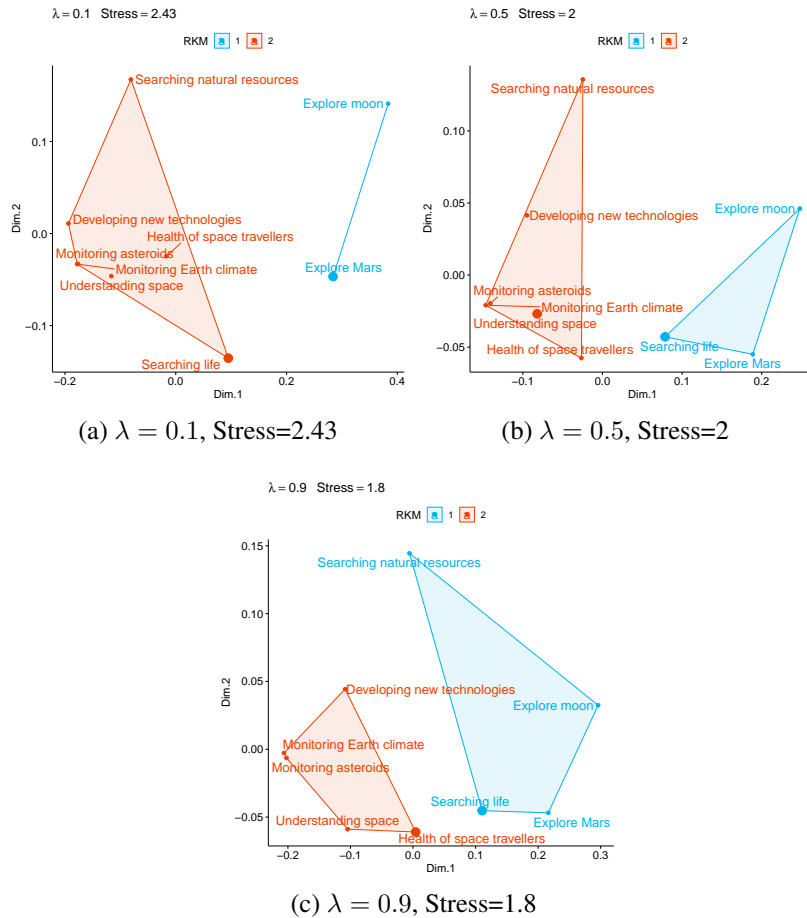 λ = 0.1 Stress = 2.43
RKM 1 2
Searching natural resources
Explore moon
0.1
Developing new technologies
Health of space travellers
0.0
Monitoring asteroids
Monitoring Earth climate
Explore Mars
Understanding space
−0.1
Searching life
−0.2 0.0 0.2 0.4
Dim.1
Dim.2
(a) λ = 0.1, Stress=2.43
λ = 0.5 Stress = 2
RKM 1 2
Searching natural resources
0.10
Explore moon
0.05
Developing new technologies
0.00
Monitoring asteroids
Monitoring Earth climate
Understanding space
Searching life
Health of space travellers
−0.05
Explore Mars
−0.1 0.0 0.1 0.2
Dim.1
Dim.2
(b) λ = 0.5, Stress=2
λ = 0.9 Stress = 1.8
RKM 1 2
0.15
Searching natural resources
0.10
0.05
Developing new technologies
Explore moon
0.00
Monitoring Earth climate
Monitoring asteroids
Searching life
−0.05
Understanding space
Explore Mars
Health of space travellers
−0.2 −0.1 0.0 0.1 0.2 0.3
Dim.1
Dim.2
(c) λ = 0.9, Stress=1.8